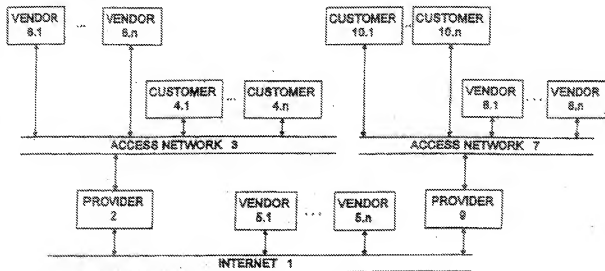 VENDOR
6.1
...
VENDOR
6.n
CUSTOMER
10.1
...
CUSTOMER
10.n
CUSTOMER
4.1
...
CUSTOMER
4.n
VENDOR
8.1
...
VENDOR
8.n
ACCESS NETWORK 3
ACCESS NETWORK 7
PROVIDER
2
VENDOR
5.1
...
VENDOR
5.n
PROVIDER
9
INTERNET 1